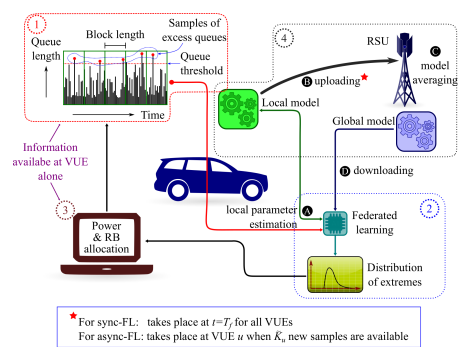 1
Block length
Samples of
excess queues
Queue
length
Queue
threshold
Time
4
RSU
C
model
averaging
B uploading★
Local model
Global model
D downloading
Information
availabe at VUE
alone
3
Power
& RB
allocation
local parameter
estimation
A
2
Federated
learning
Distribution
of extremes
★For sync-FL: takes place at t=Tf for all VUEs
For async-FL: takes place at VUE u when K̄u new samples are available